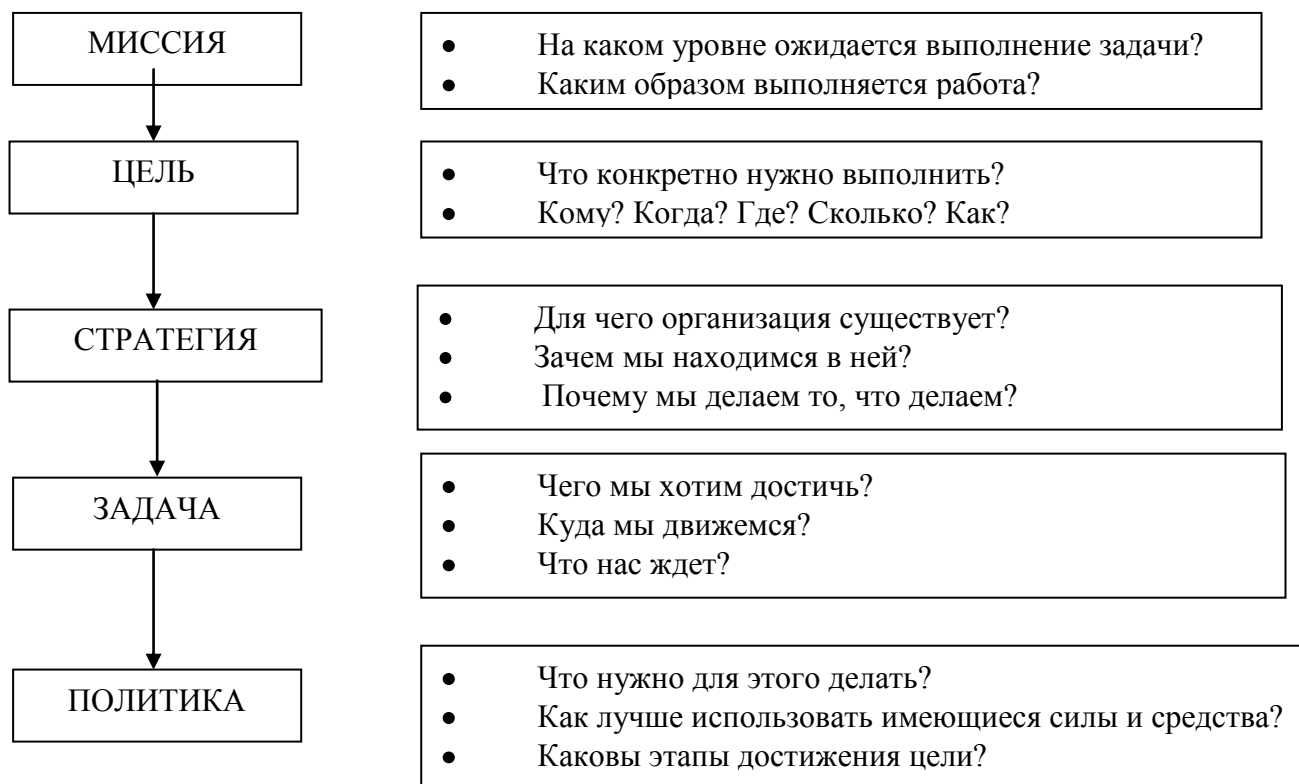 МИССИЯ
• На каком уровне ожидается выполнение задачи?
• Каким образом выполняется работа?
ЦЕЛЬ
• Что конкретно нужно выполнить?
• Кому? Когда? Где? Сколько? Как?
СТРАТЕГИЯ
• Для чего организация существует?
• Зачем мы находимся в ней?
• Почему мы делаем то, что делаем?
ЗАДАЧА
• Чего мы хотим достичь?
• Куда мы движемся?
• Что нас ждет?
ПОЛИТИКА
• Что нужно для этого делать?
• Как лучше использовать имеющиеся силы и средства?
• Каковы этапы достижения цели?